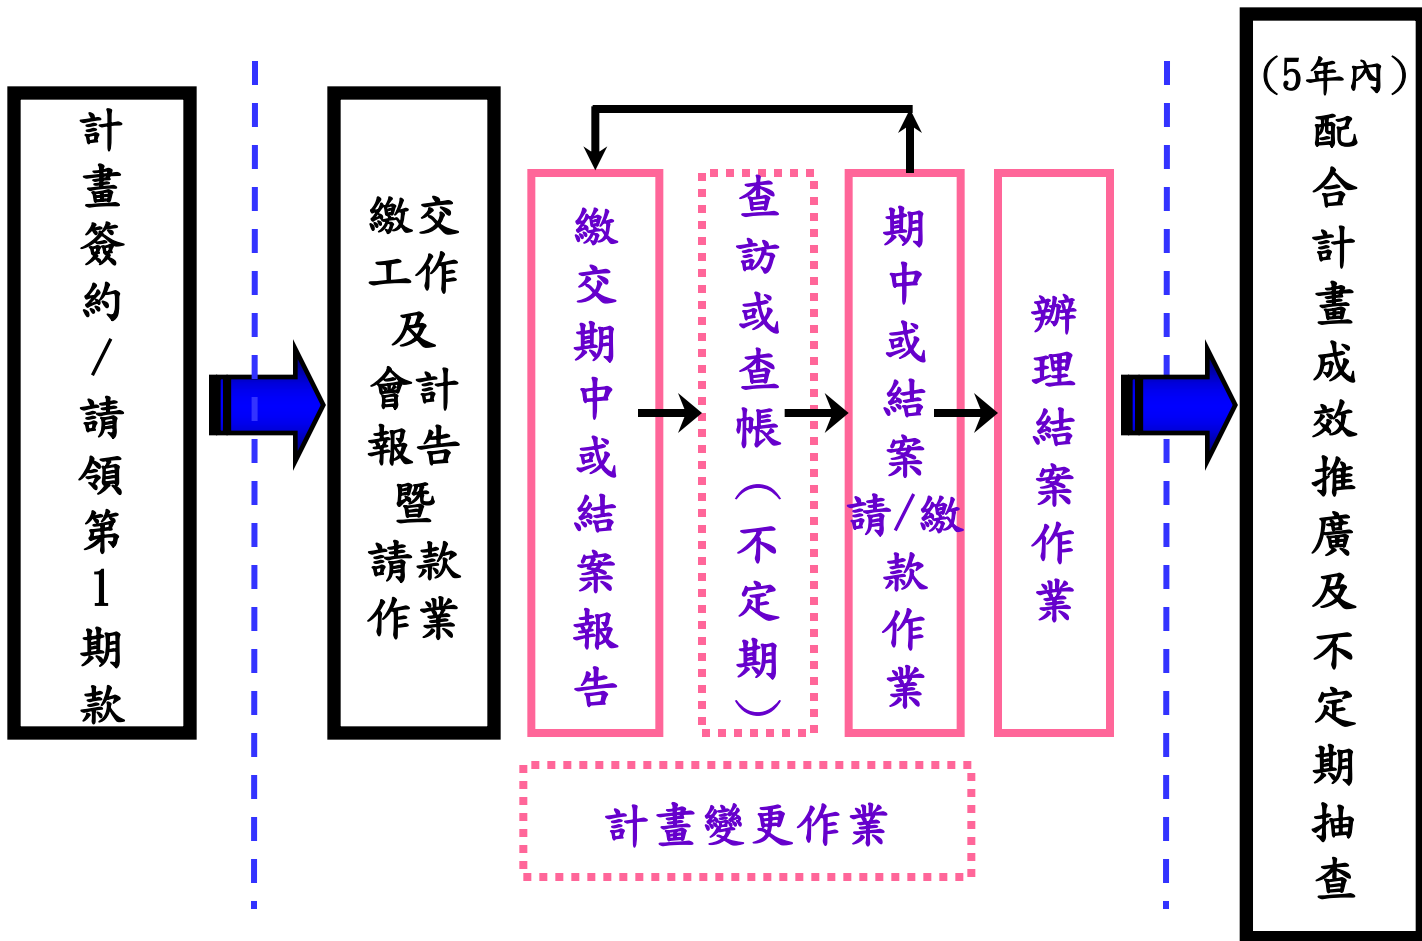 計畫簽約/請領第1期款
繳交
工作
及
會計
報告
暨
請款
作業
繳交期中或結案報告
查訪或查帳(不定期)
期中或結案
請/繳
款作業
辦理結案作業
計畫變更作業
(5年內)
配合計畫成效推廣及不定期抽查